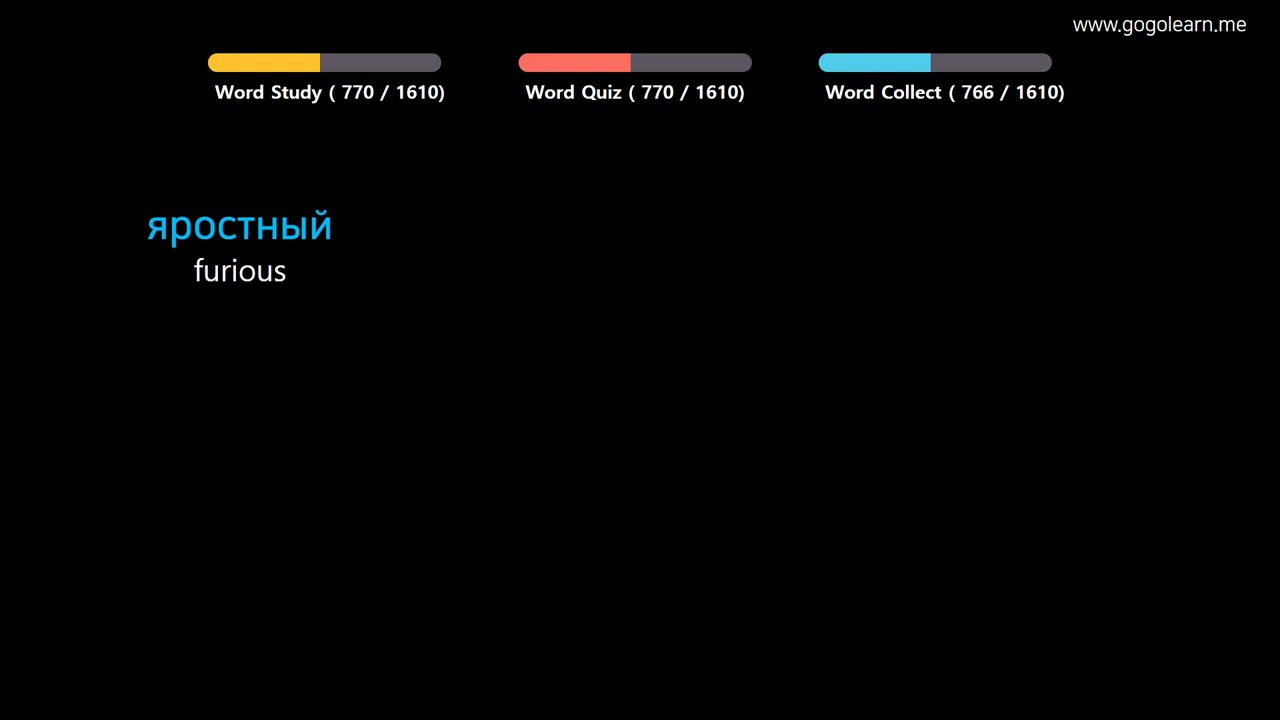 www.gogolearn.me
Word Study ( 770 / 1610)
Word Quiz ( 770 / 1610)
Word Collect ( 766 / 1610)
яростный
furious